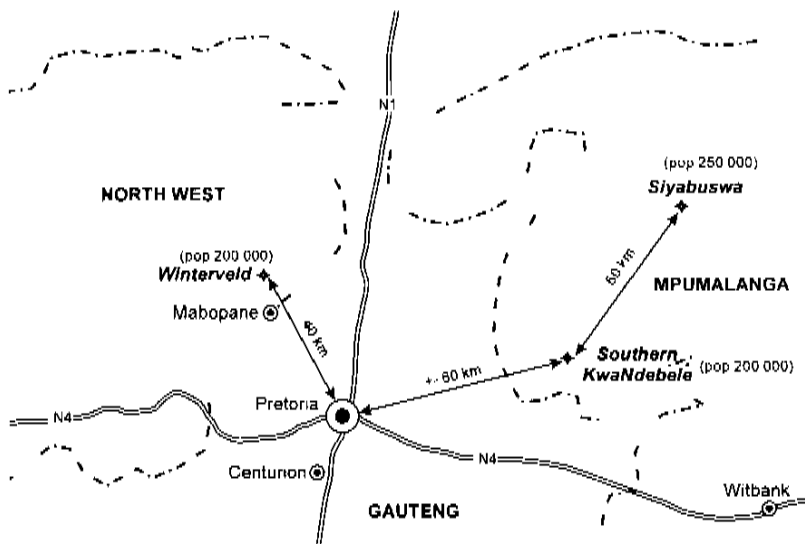 N1
(pop 250 000)
Siyabuswa
NORTH WEST
(pop 200 000)
Winterveld
Mabopane
40 km
60 km
MPUMALANGA
Southern
KwaNdebele
(pop 200 000)
+- 60 km
Pretoria
N4
Centurion
N4
Witbank
GAUTENG